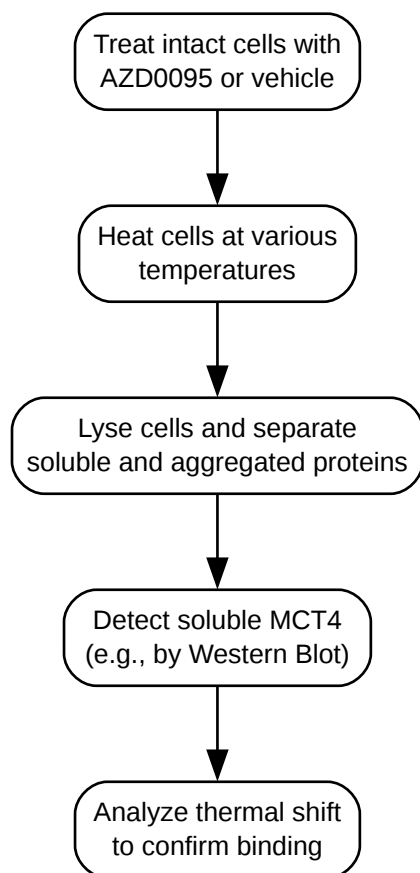 Treat intact cells with
AZD0095 or vehicle
Heat cells at various
temperatures
Lyse cells and separate
soluble and aggregated proteins
Detect soluble MCT4
(e.g., by Western Blot)
Analyze thermal shift
to confirm binding